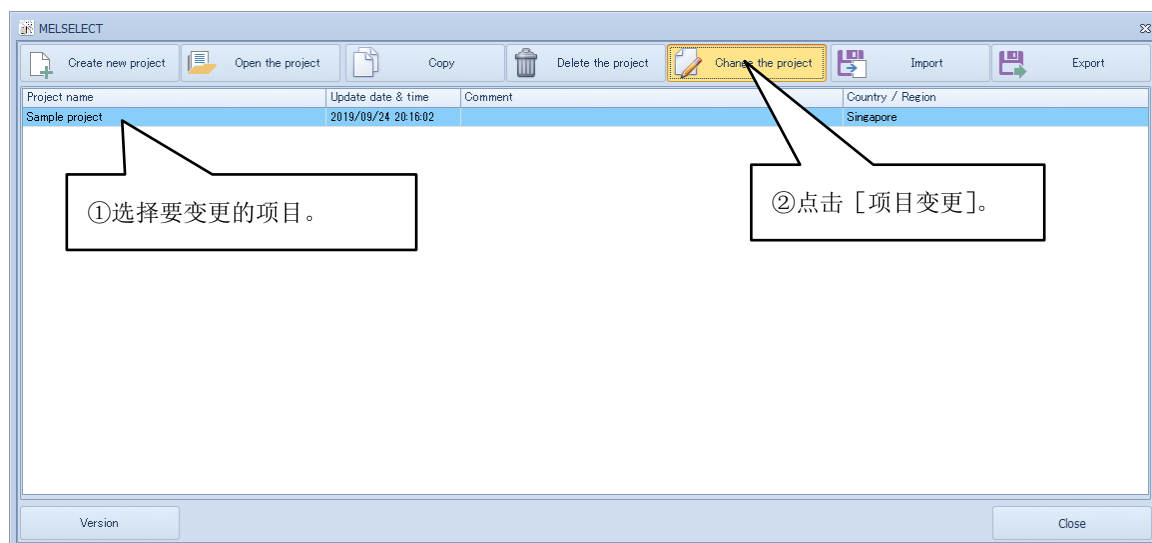 MELSELECT
Create new project Open the project Copy Delete the project Change the project Import Export
Project name Update date & time Comment Country / Region
Sample project 2019/09/24 20:16:02 Singapore
①选择要变更的项目。
②点击［项目变更］。
Version Close